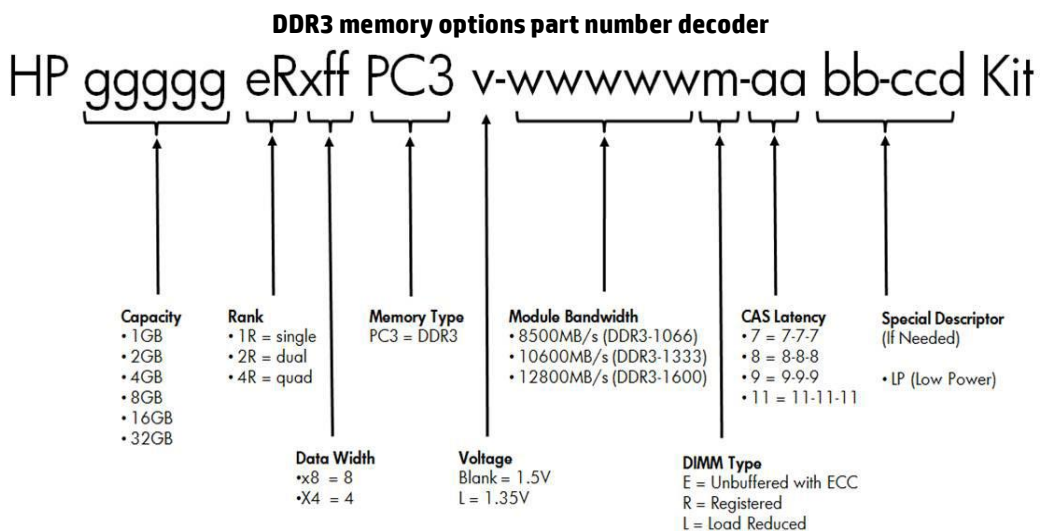 DDR3 memory options part number decoder
HP ggggg eRxff PC3 v-wwwwwm-aa bb-ccd Kit
Capacity
• 1GB
• 2GB
• 4GB
• 8GB
• 16GB
• 32GB
Rank
• 1R = single
• 2R = dual
• 4R = quad
Memory Type
PC3 = DDR3
Module Bandwidth
• 8500MB/s (DDR3-1066)
• 10600MB/s (DDR3-1333)
• 12800MB/s (DDR3-1600)
CAS Latency
• 7 = 7-7-7
• 8 = 8-8-8
• 9 = 9-9-9
• 11 = 11-11-11
Special Descriptor
(If Needed)
• LP (Low Power)
Data Width
•x8 = 8
•X4 = 4
Voltage
Blank = 1.5V
L = 1.35V
DIMM Type
E = Unbuffered with ECC
R = Registered
L = Load Reduced